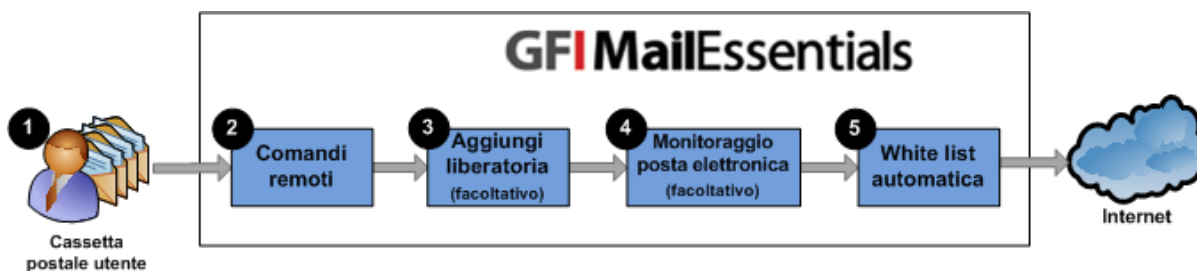 GFI MailEssentials
1
2
Comandi
remoti
3
Aggiungi
liberatoria
(facoltativo)
4
Monitoraggio
posta elettronica
(facoltativo)
5
White list
automatica
Cassetta
postale utente
Internet